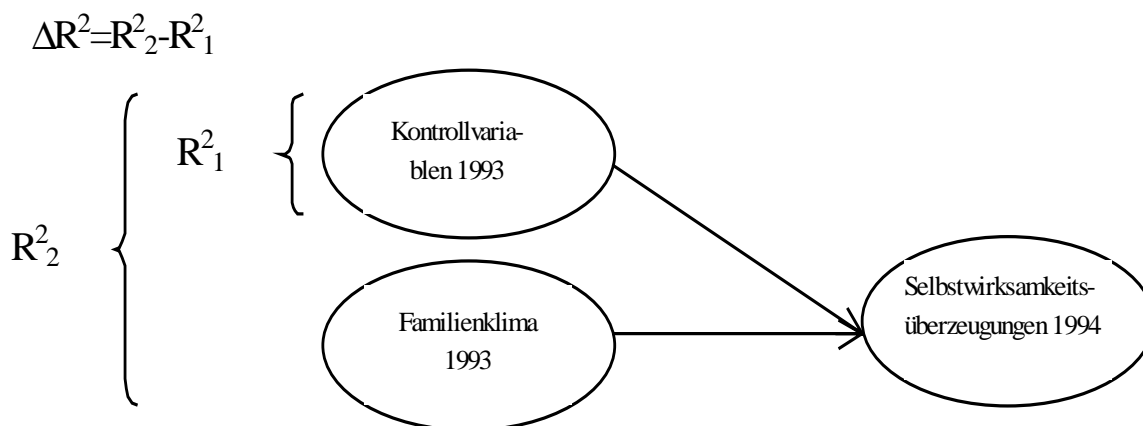 ΔR²=R²₂-R²₁
Kontrollvaria-
blen 1993
R²₁
R²₂
Familienklima
1993
Selbstwirksamkeits-
überzeugungen 1994